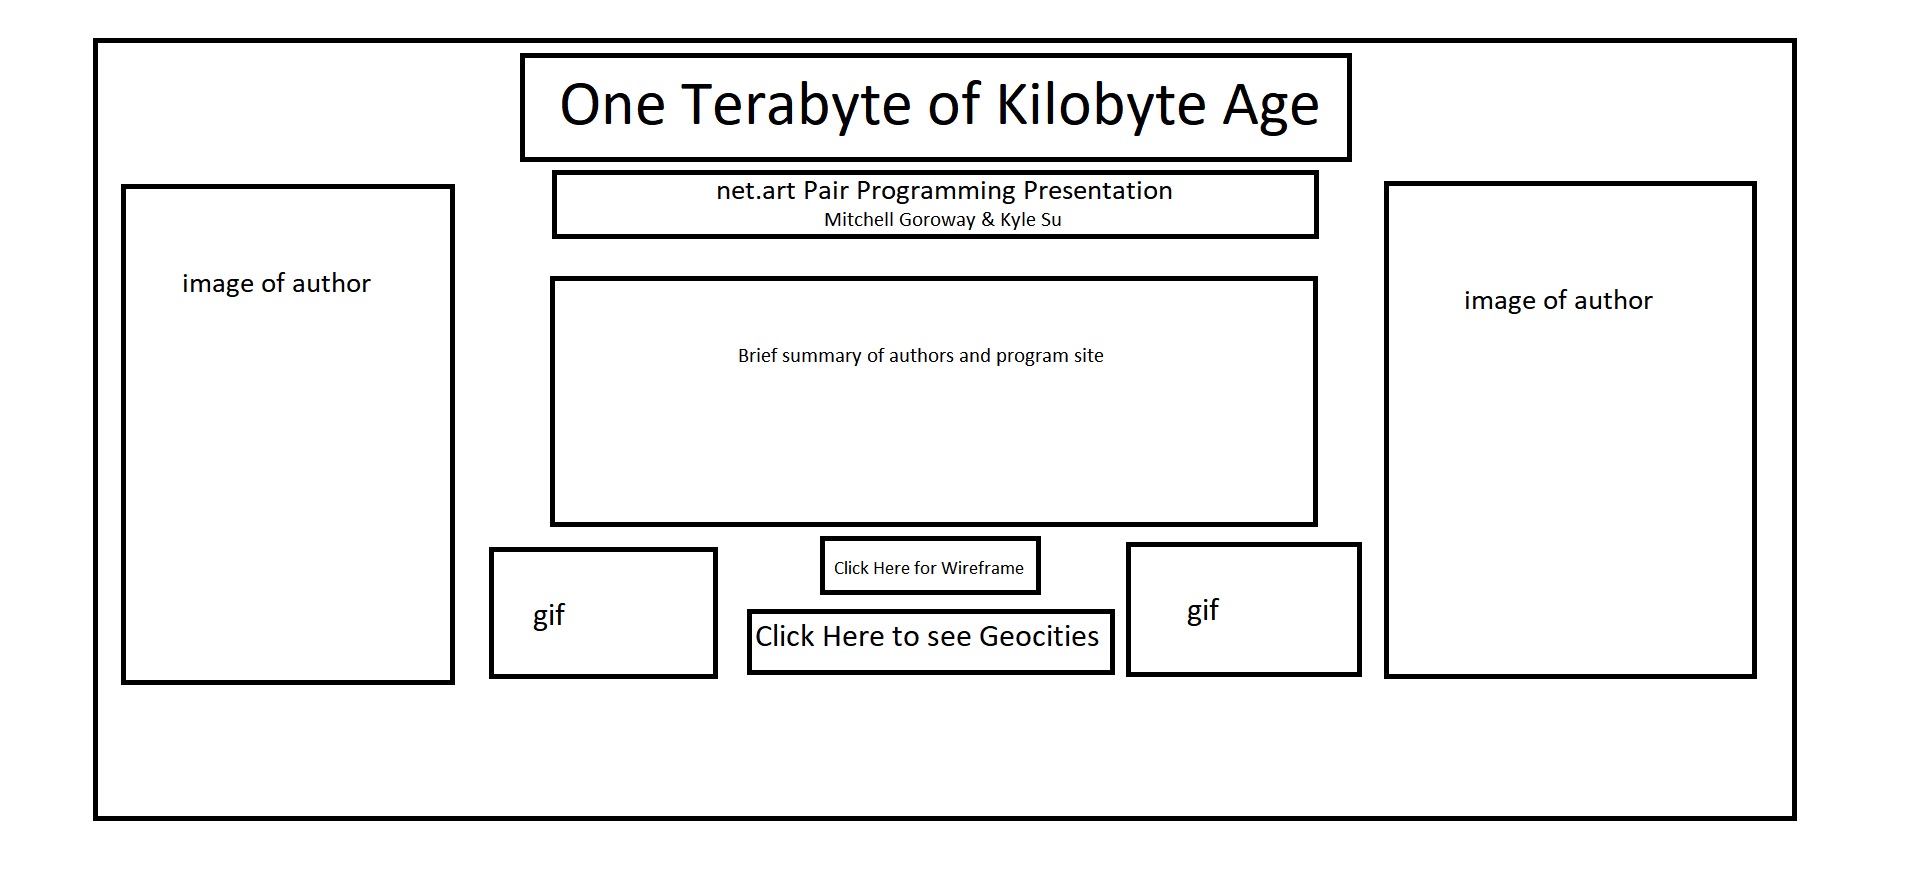 One Terabyte of Kilobyte Age
net.art Pair Programming Presentation
Mitchell Goroway & Kyle Su
image of author
image of author
Brief summary of authors and program site
Click Here for Wireframe
gif
gif
Click Here to see Geocities